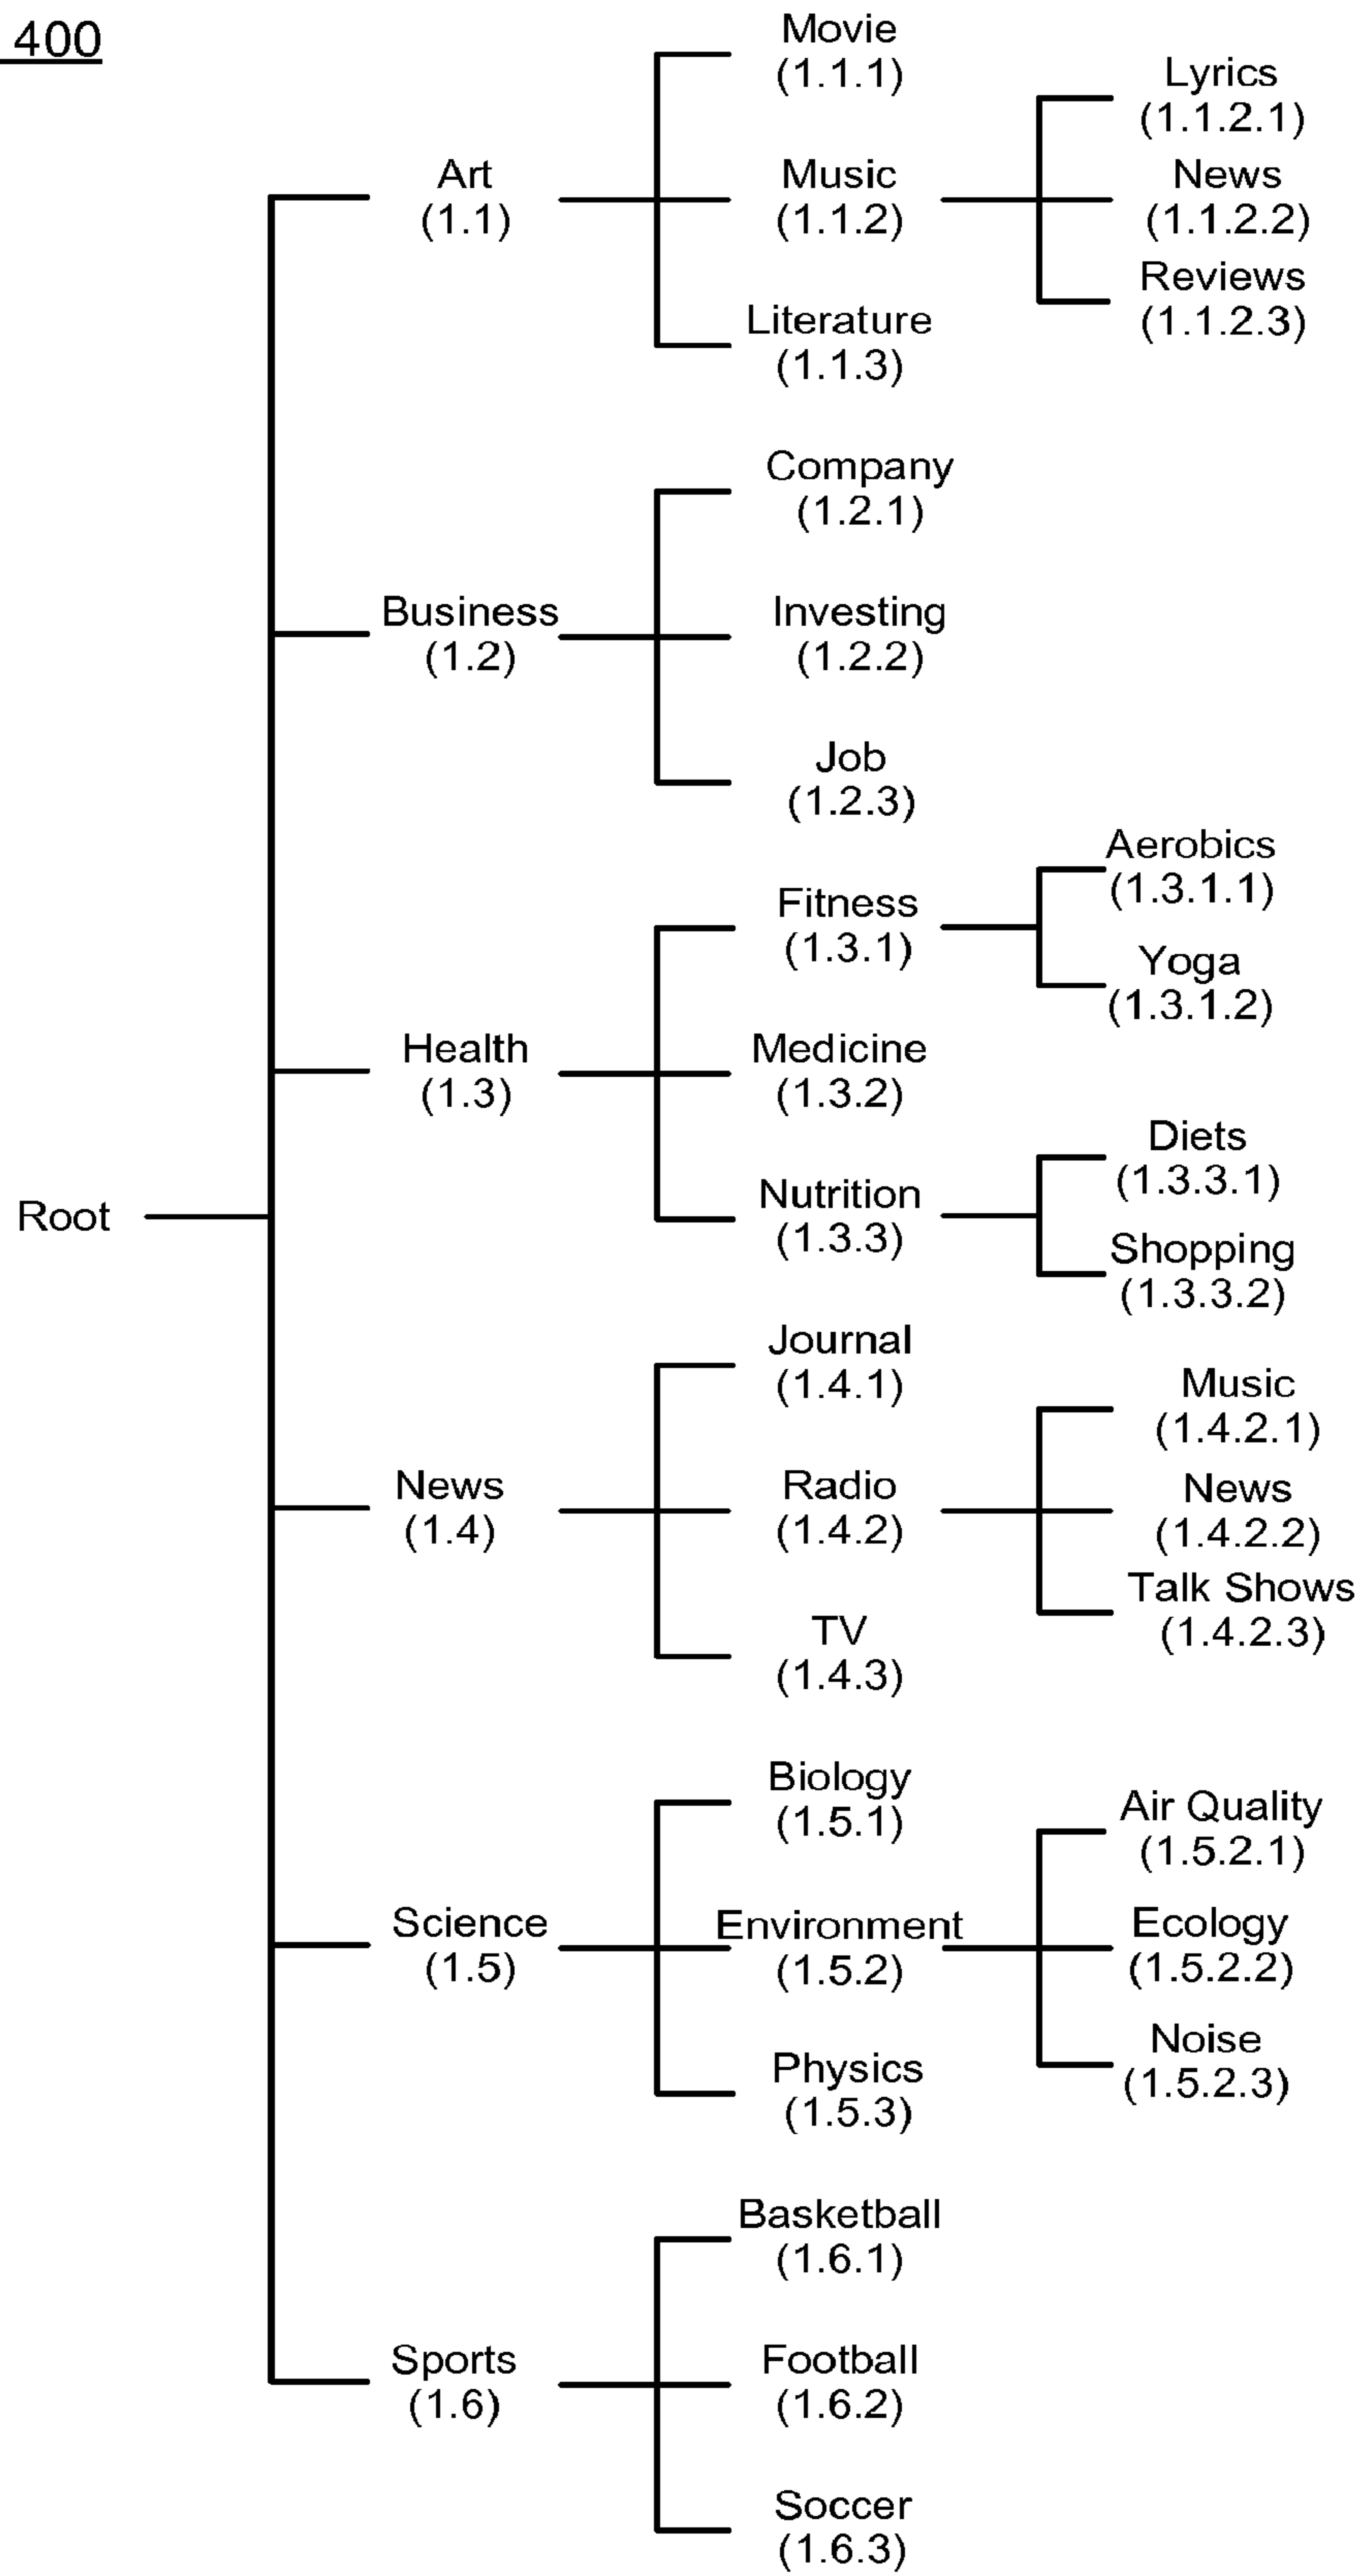 400
Root
Art
(1.1)
Movie
(1.1.1)
Music
(1.1.2)
Lyrics
(1.1.2.1)
News
(1.1.2.2)
Reviews
(1.1.2.3)
Literature
(1.1.3)
Business
(1.2)
Company
(1.2.1)
Investing
(1.2.2)
Job
(1.2.3)
Health
(1.3)
Fitness
(1.3.1)
Aerobics
(1.3.1.1)
Yoga
(1.3.1.2)
Medicine
(1.3.2)
Nutrition
(1.3.3)
Diets
(1.3.3.1)
Shopping
(1.3.3.2)
News
(1.4)
Journal
(1.4.1)
Radio
(1.4.2)
Music
(1.4.2.1)
News
(1.4.2.2)
Talk Shows
(1.4.2.3)
TV
(1.4.3)
Science
(1.5)
Biology
(1.5.1)
Environment
(1.5.2)
Air Quality
(1.5.2.1)
Ecology
(1.5.2.2)
Noise
(1.5.2.3)
Physics
(1.5.3)
Sports
(1.6)
Basketball
(1.6.1)
Football
(1.6.2)
Soccer
(1.6.3)